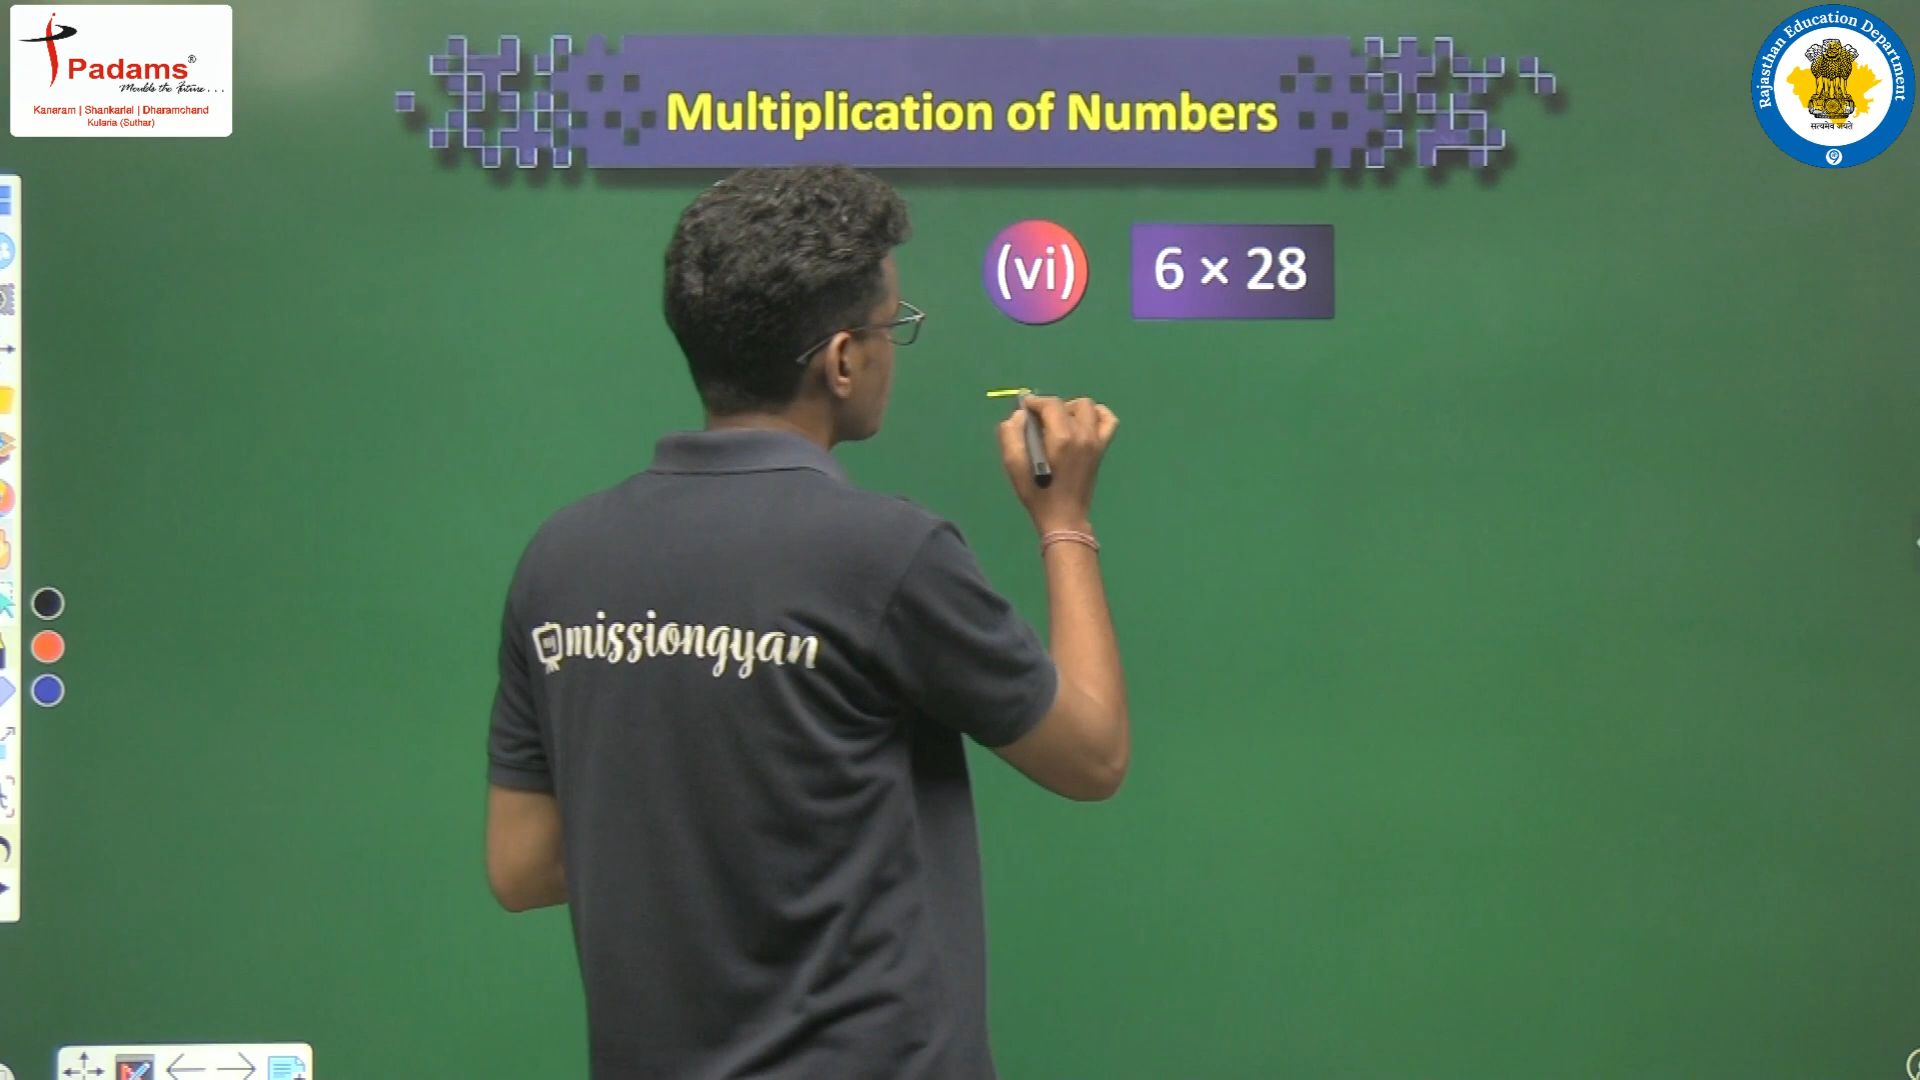 Padams®
Moulds the Future...
Kanaram | Shankarlal | Dharamchand
Kularia (Suthar)
Multiplication of Numbers
Rajasthan Education Department
सत्यमेव जयते
(vi) 6 × 28
missiongyan